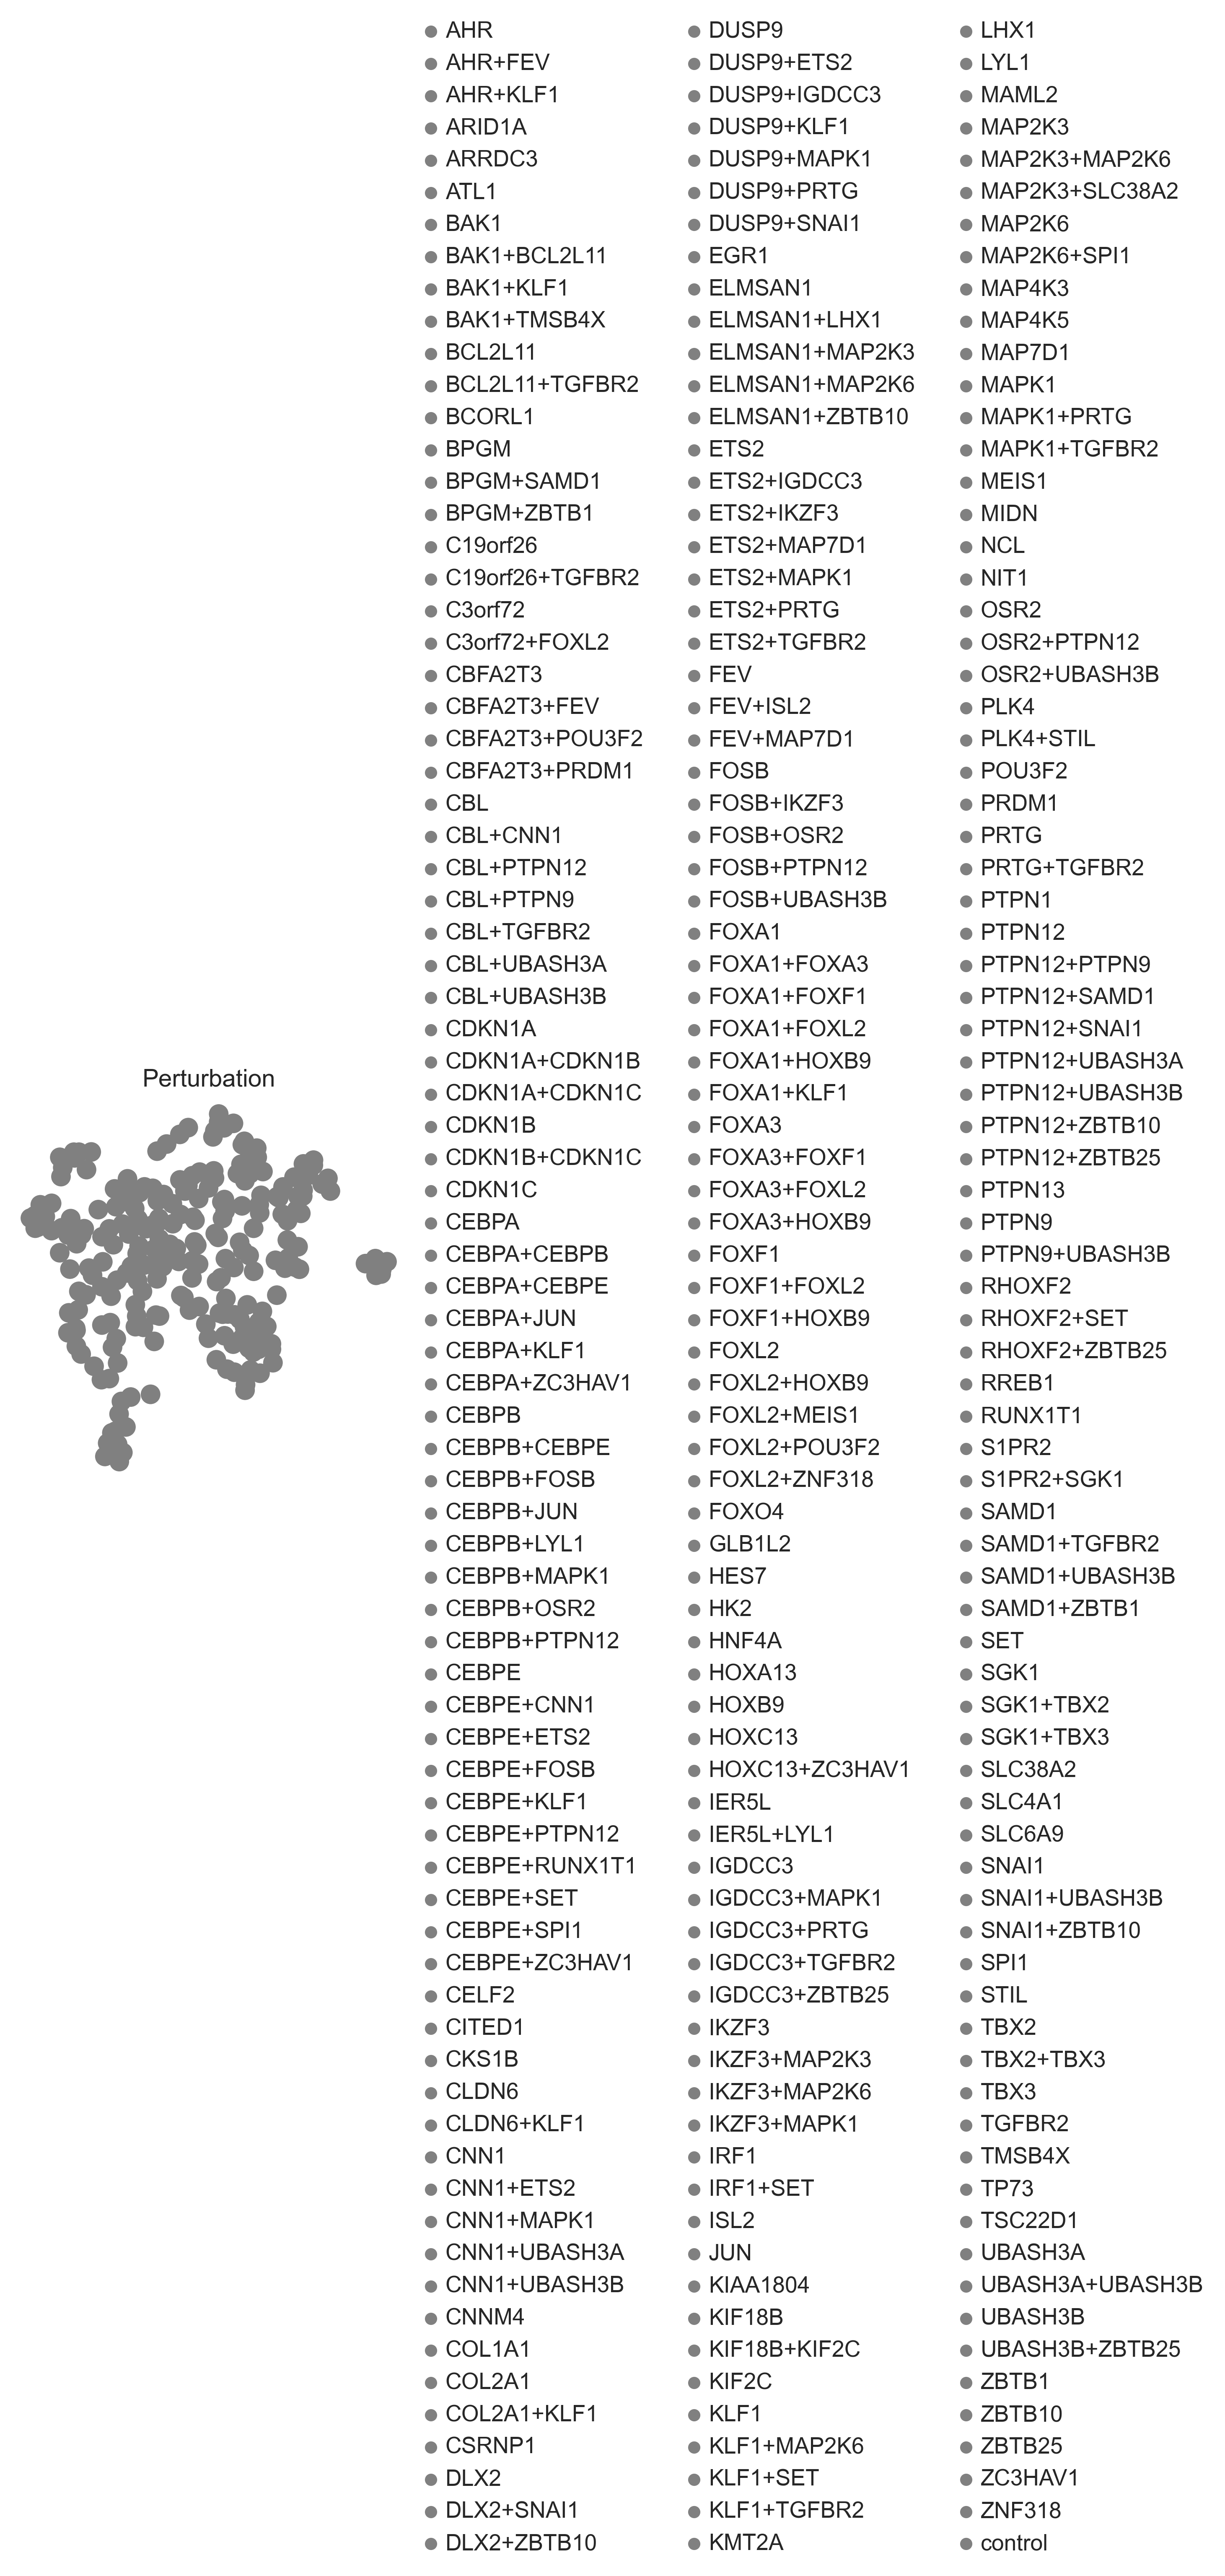 Perturbation
AHR
AHR+FEV
AHR+KLF1
ARID1A
ARRDC3
ATL1
BAK1
BAK1+BCL2L11
BAK1+KLF1
BAK1+TMSB4X
BCL2L11
BCL2L11+TGFBR2
BCORL1
BPGM
BPGM+SAMD1
BPGM+ZBTB1
C19orf26
C19orf26+TGFBR2
C3orf72
C3orf72+FOXL2
CBFA2T3
CBFA2T3+FEV
CBFA2T3+POU3F2
CBFA2T3+PRDM1
CBL
CBL+CNN1
CBL+PTPN12
CBL+PTPN9
CBL+TGFBR2
CBL+UBASH3A
CBL+UBASH3B
CDKN1A
CDKN1A+CDKN1B
CDKN1A+CDKN1C
CDKN1B
CDKN1B+CDKN1C
CDKN1C
CEBPA
CEBPA+CEBPB
CEBPA+CEBPE
CEBPA+JUN
CEBPA+KLF1
CEBPA+ZC3HAV1
CEBPB
CEBPB+CEBPE
CEBPB+FOSB
CEBPB+JUN
CEBPB+LYL1
CEBPB+MAPK1
CEBPB+OSR2
CEBPB+PTPN12
CEBPE
CEBPE+CNN1
CEBPE+ETS2
CEBPE+FOSB
CEBPE+KLF1
CEBPE+PTPN12
CEBPE+RUNX1T1
CEBPE+SET
CEBPE+SPI1
CEBPE+ZC3HAV1
CELF2
CITED1
CKS1B
CLDN6
CLDN6+KLF1
CNN1
CNN1+ETS2
CNN1+MAPK1
CNN1+UBASH3A
CNN1+UBASH3B
CNNM4
COL1A1
COL2A1
COL2A1+KLF1
CSRNP1
DLX2
DLX2+SNAI1
DLX2+ZBTB10
DUSP9
DUSP9+ETS2
DUSP9+IGDCC3
DUSP9+KLF1
DUSP9+MAPK1
DUSP9+PRTG
DUSP9+SNAI1
EGR1
ELMSAN1
ELMSAN1+LHX1
ELMSAN1+MAP2K3
ELMSAN1+MAP2K6
ELMSAN1+ZBTB10
ETS2
ETS2+IGDCC3
ETS2+IKZF3
ETS2+MAP7D1
ETS2+MAPK1
ETS2+PRTG
ETS2+TGFBR2
FEV
FEV+ISL2
FEV+MAP7D1
FOSB
FOSB+IKZF3
FOSB+OSR2
FOSB+PTPN12
FOSB+UBASH3B
FOXA1
FOXA1+FOXA3
FOXA1+FOXF1
FOXA1+FOXL2
FOXA1+HOXB9
FOXA1+KLF1
FOXA3
FOXA3+FOXF1
FOXA3+FOXL2
FOXA3+HOXB9
FOXF1
FOXF1+FOXL2
FOXF1+HOXB9
FOXL2
FOXL2+HOXB9
FOXL2+MEIS1
FOXL2+POU3F2
FOXL2+ZNF318
FOXO4
GLB1L2
HES7
HK2
HNF4A
HOXA13
HOXB9
HOXC13
HOXC13+ZC3HAV1
IER5L
IER5L+LYL1
IGDCC3
IGDCC3+MAPK1
IGDCC3+PRTG
IGDCC3+TGFBR2
IGDCC3+ZBTB25
IKZF3
IKZF3+MAP2K3
IKZF3+MAP2K6
IKZF3+MAPK1
IRF1
IRF1+SET
ISL2
JUN
KIAA1804
KIF18B
KIF18B+KIF2C
KIF2C
KLF1
KLF1+MAP2K6
KLF1+SET
KLF1+TGFBR2
KMT2A
LHX1
LYL1
MAML2
MAP2K3
MAP2K3+MAP2K6
MAP2K3+SLC38A2
MAP2K6
MAP2K6+SPI1
MAP4K3
MAP4K5
MAP7D1
MAPK1
MAPK1+PRTG
MAPK1+TGFBR2
MEIS1
MIDN
NCL
NIT1
OSR2
OSR2+PTPN12
OSR2+UBASH3B
PLK4
PLK4+STIL
POU3F2
PRDM1
PRTG
PRTG+TGFBR2
PTPN1
PTPN12
PTPN12+PTPN9
PTPN12+SAMD1
PTPN12+SNAI1
PTPN12+UBASH3A
PTPN12+UBASH3B
PTPN12+ZBTB10
PTPN12+ZBTB25
PTPN13
PTPN9
PTPN9+UBASH3B
RHOXF2
RHOXF2+SET
RHOXF2+ZBTB25
RREB1
RUNX1T1
S1PR2
S1PR2+SGK1
SAMD1
SAMD1+TGFBR2
SAMD1+UBASH3B
SAMD1+ZBTB1
SET
SGK1
SGK1+TBX2
SGK1+TBX3
SLC38A2
SLC4A1
SLC6A9
SNAI1
SNAI1+UBASH3B
SNAI1+ZBTB10
SPI1
STIL
TBX2
TBX2+TBX3
TBX3
TGFBR2
TMSB4X
TP73
TSC22D1
UBASH3A
UBASH3A+UBASH3B
UBASH3B
UBASH3B+ZBTB25
ZBTB1
ZBTB10
ZBTB25
ZC3HAV1
ZNF318
control